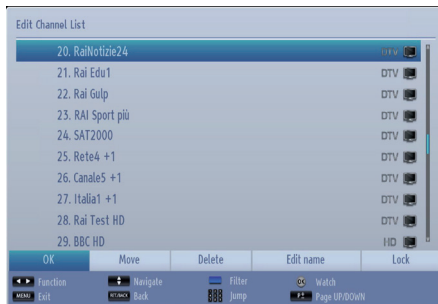 Edit Channel List
20. RaiNotizie24 DTV
21. Rai Edu1 DTV
22. Rai Gulp DTV
23. RAI Sport più DTV
24. SAT2000 DTV
25. Rete4 +1 DTV
26. Canale5 +1 DTV
27. Italia1 +1 DTV
28. Rai Test HD DTV
29. BBC HD HD
OK Move Delete Edit name Lock
Function Navigate Filter OK Watch
MENU Exit RET/BACK Back Jump P Page UP/DOWN